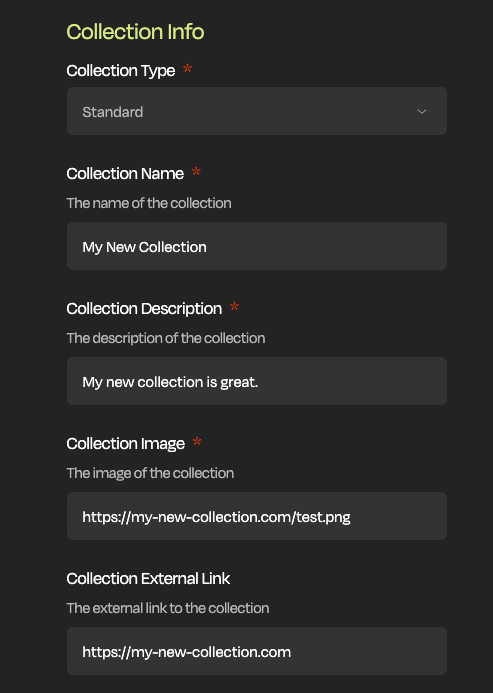 Collection Info
Collection Type *
Standard
Collection Name *
The name of the collection
My New Collection
Collection Description *
The description of the collection
My new collection is great.
Collection Image *
The image of the collection
https://my-new-collection.com/test.png
Collection External Link
The external link to the collection
https://my-new-collection.com